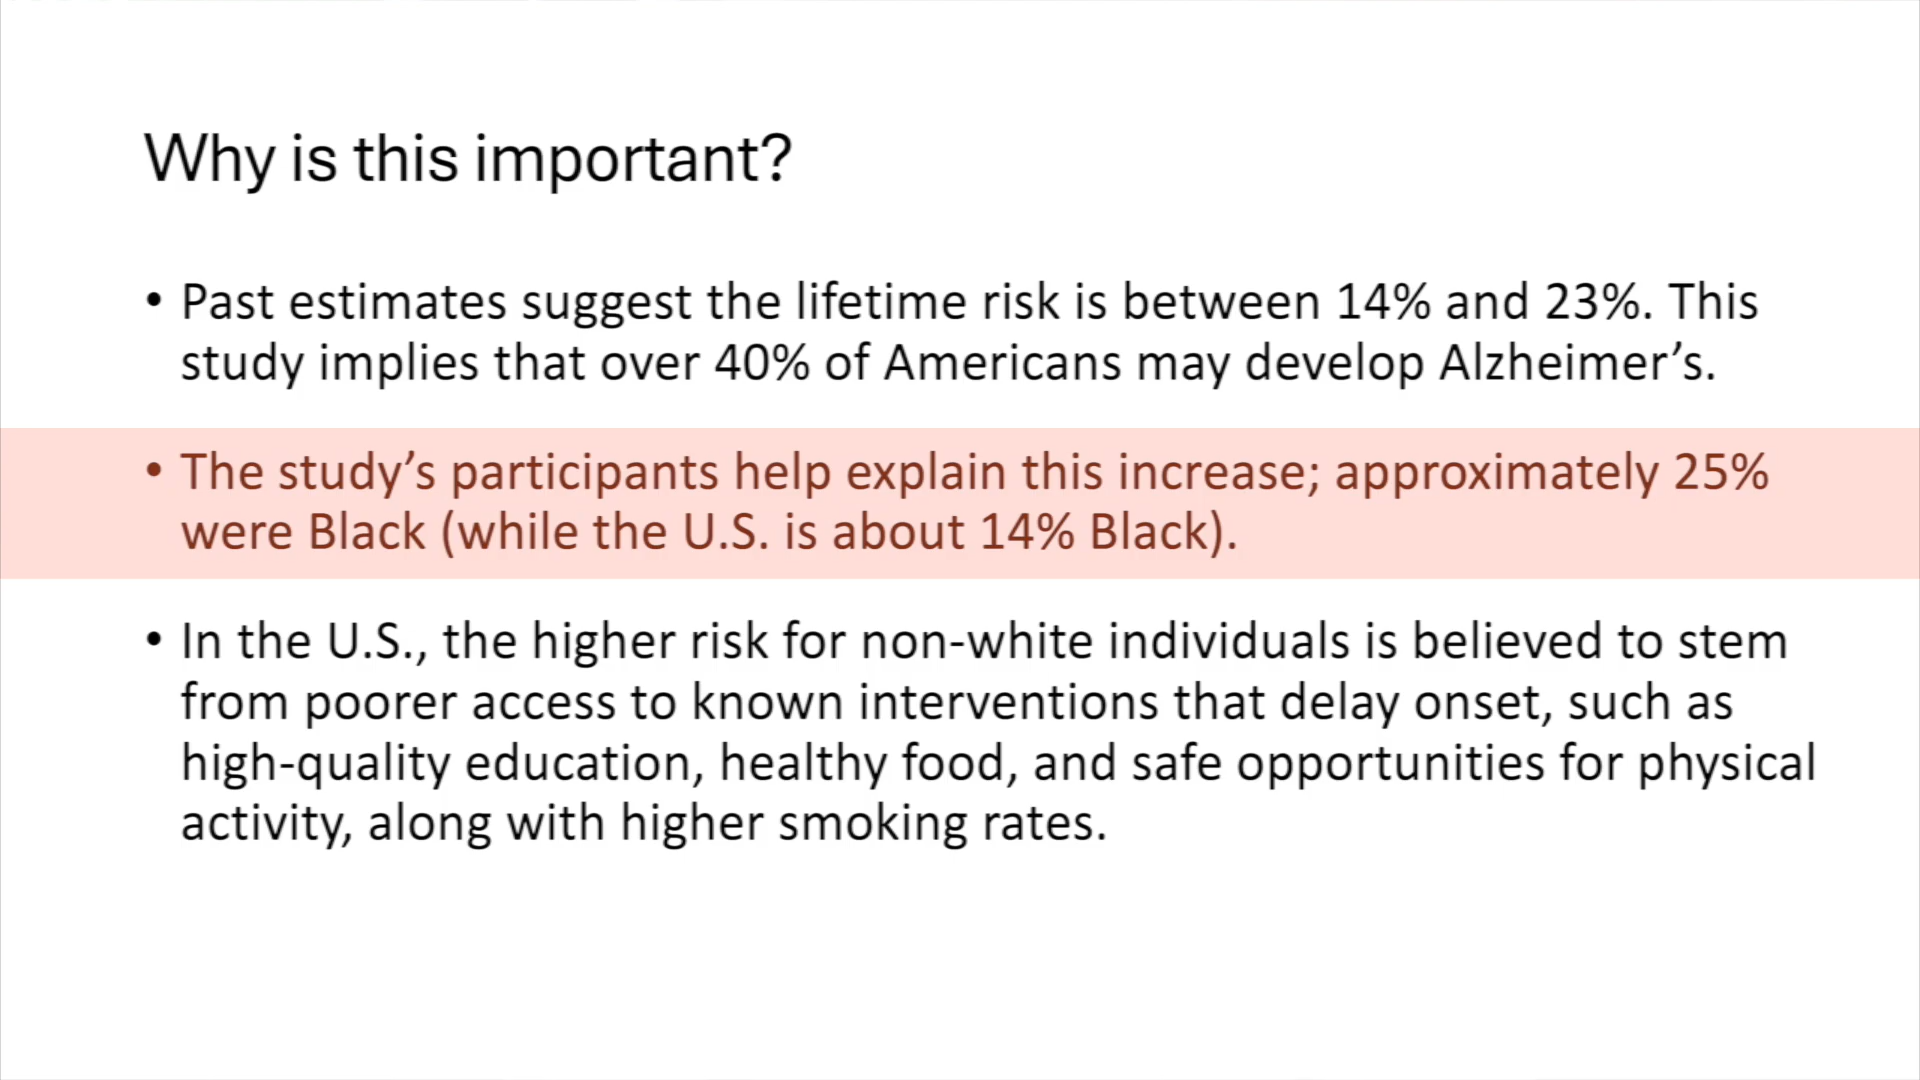 Why is this important?
• Past estimates suggest the lifetime risk is between 14% and 23%. This
study implies that over 40% of Americans may develop Alzheimer’s.
• The study’s participants help explain this increase; approximately 25%
were Black (while the U.S. is about 14% Black).
• In the U.S., the higher risk for non-white individuals is believed to stem
from poorer access to known interventions that delay onset, such as
high-quality education, healthy food, and safe opportunities for physical
activity, along with higher smoking rates.